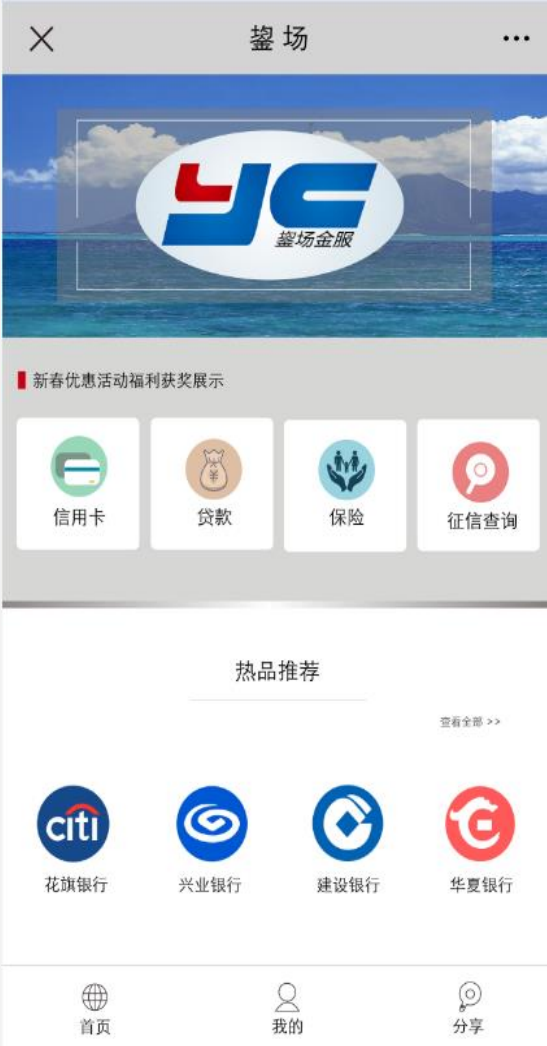 鋆场
yc
鋆场金服
新春优惠活动福利获奖展示
信用卡
贷款
保险
征信查询
热品推荐
查看全部 >>
citi
花旗银行
兴业银行
建设银行
华夏银行
首页
我的
分享